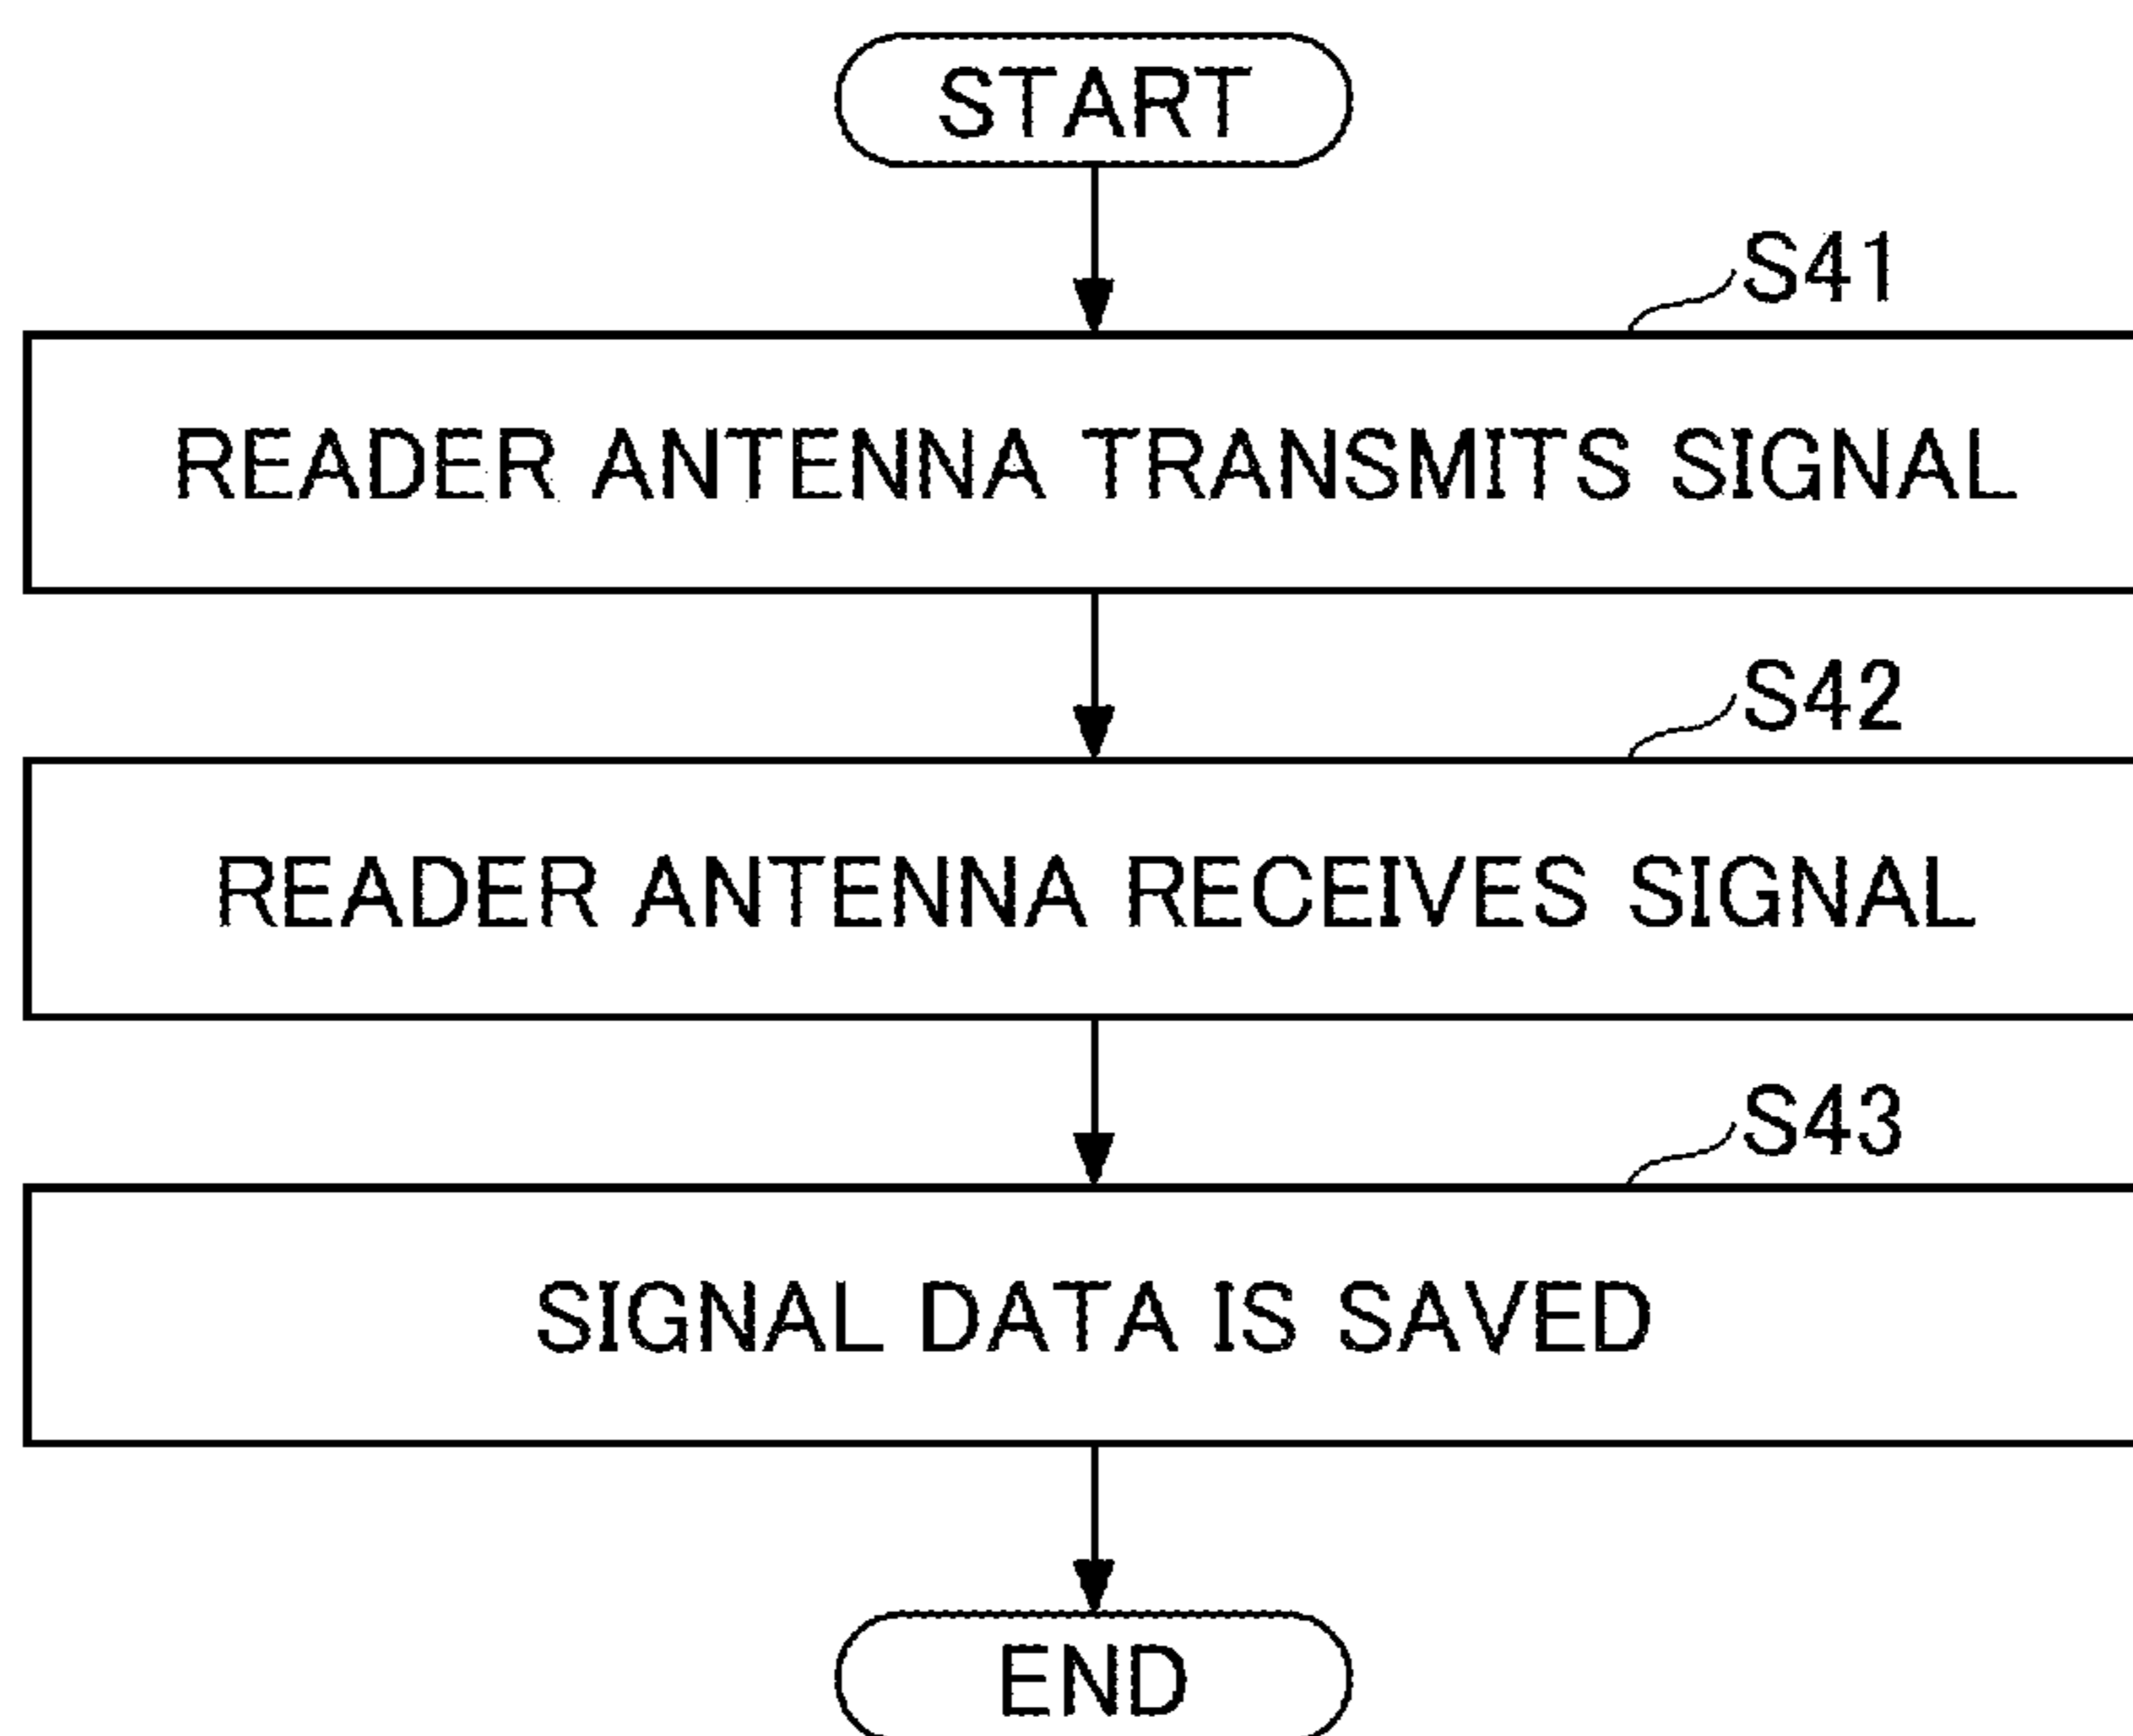 START
S41
READER ANTENNA TRANSMITS SIGNAL
S42
READER ANTENNA RECEIVES SIGNAL
S43
SIGNAL DATA IS SAVED
END